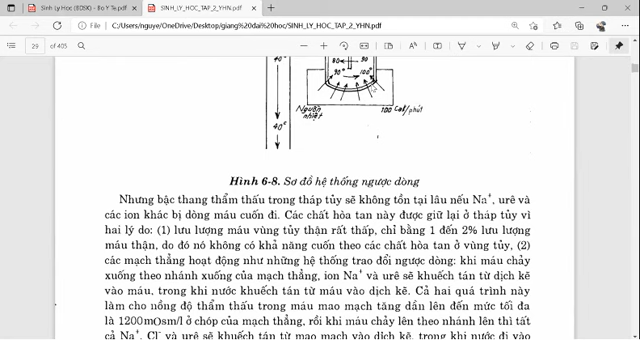 Sinh Ly Hoc (BDSK) - Bo Y Te.pdf
SINH_LY_HOC_TAP_2_YHN.pdf
File
C:/Users/nguye/OneDrive/Desktop/giang%20dai%20hoc/SINH_LY_HOC_TAP_2_YHN.pdf
29 of 405
40°
80° 90
90° 100°
Nguồn nhiệt
100 Cal/phút
40°
Hình 6-8. Sơ đồ hệ thống ngược dòng
Nhưng bậc thang thẩm thấu trong tháp tủy sẽ không tồn tại lâu nếu Na⁺, urê và
các ion khác bị dòng máu cuốn đi. Các chất hòa tan này được giữ lại ở tháp tủy vì
hai lý do: (1) lưu lượng máu vùng tủy thận rất thấp, chỉ bằng 1 đến 2% lưu lượng
máu thận, do đó nó không có khả năng cuốn theo các chất hòa tan ở vùng tủy, (2)
các mạch thẳng hoạt động như những hệ thống trao đổi ngược dòng: khi máu chảy
xuống theo nhánh xuống của mạch thẳng, ion Na⁺ và urê sẽ khuếch tán từ dịch kẽ
vào máu, trong khi nước khuếch tán từ máu vào dịch kẽ. Cả hai quá trình này
làm cho nồng độ thẩm thấu trong máu mao mạch tăng dần lên đến mức tối đa
là 1200mOsm/l ở chóp của mạch thẳng, rồi khi máu chảy lên theo nhánh lên thì tất
cả Na⁺, Cl⁻ và urê sẽ khuếch tán từ mao mạch vào dịch kẽ, trong khi nước đi vào